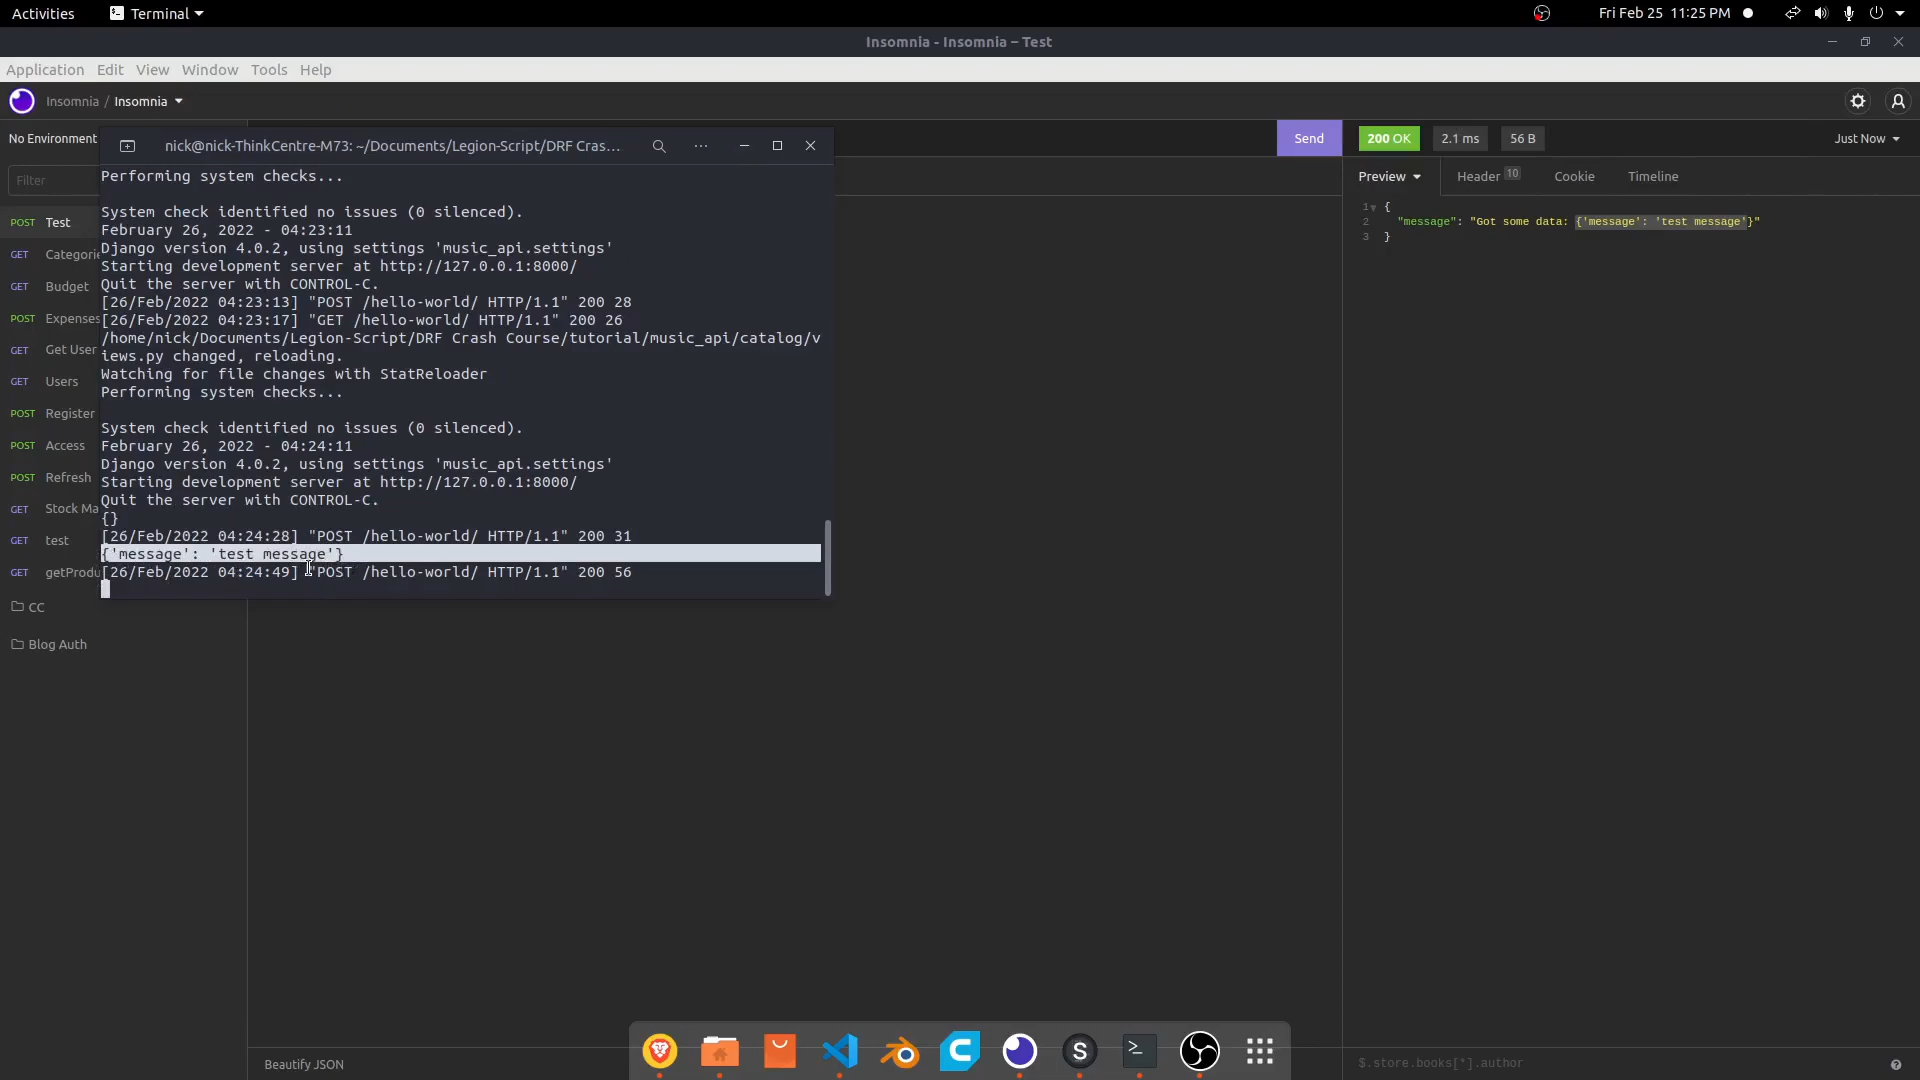 Activities
Terminal
Fri Feb 25 11:25 PM
Insomnia - Insomnia – Test
Application Edit View Window Tools Help
Insomnia / Insomnia
No Environment
Filter
POST Test
GET Categorie
GET Budget
POST Expenses
GET Get User
GET Users
POST Register
POST Access
POST Refresh
GET Stock Ma
GET test
GET getProdu
CC
Blog Auth
nick@nick-ThinkCentre-M73: ~/Documents/Legion-Script/DRF Cras...
Performing system checks...
System check identified no issues (0 silenced).
February 26, 2022 - 04:23:11
Django version 4.0.2, using settings 'music_api.settings'
Starting development server at http://127.0.0.1:8000/
Quit the server with CONTROL-C.
[26/Feb/2022 04:23:13] "POST /hello-world/ HTTP/1.1" 200 28
[26/Feb/2022 04:23:17] "GET /hello-world/ HTTP/1.1" 200 26
/home/nick/Documents/Legion-Script/DRF Crash Course/tutorial/music_api/catalog/v
iews.py changed, reloading.
Watching for file changes with StatReloader
Performing system checks...
System check identified no issues (0 silenced).
February 26, 2022 - 04:24:11
Django version 4.0.2, using settings 'music_api.settings'
Starting development server at http://127.0.0.1:8000/
Quit the server with CONTROL-C.
{}
[26/Feb/2022 04:24:28] "POST /hello-world/ HTTP/1.1" 200 31
{'message': 'test message'}
[26/Feb/2022 04:24:49] "POST /hello-world/ HTTP/1.1" 200 56
Send
200 OK
2.1 ms
56 B
Just Now
Preview
Header 10
Cookie
Timeline
1 {
2 "message": "Got some data: {'message': 'test message'}"
3 }
Beautify JSON
$.store.books[*].author